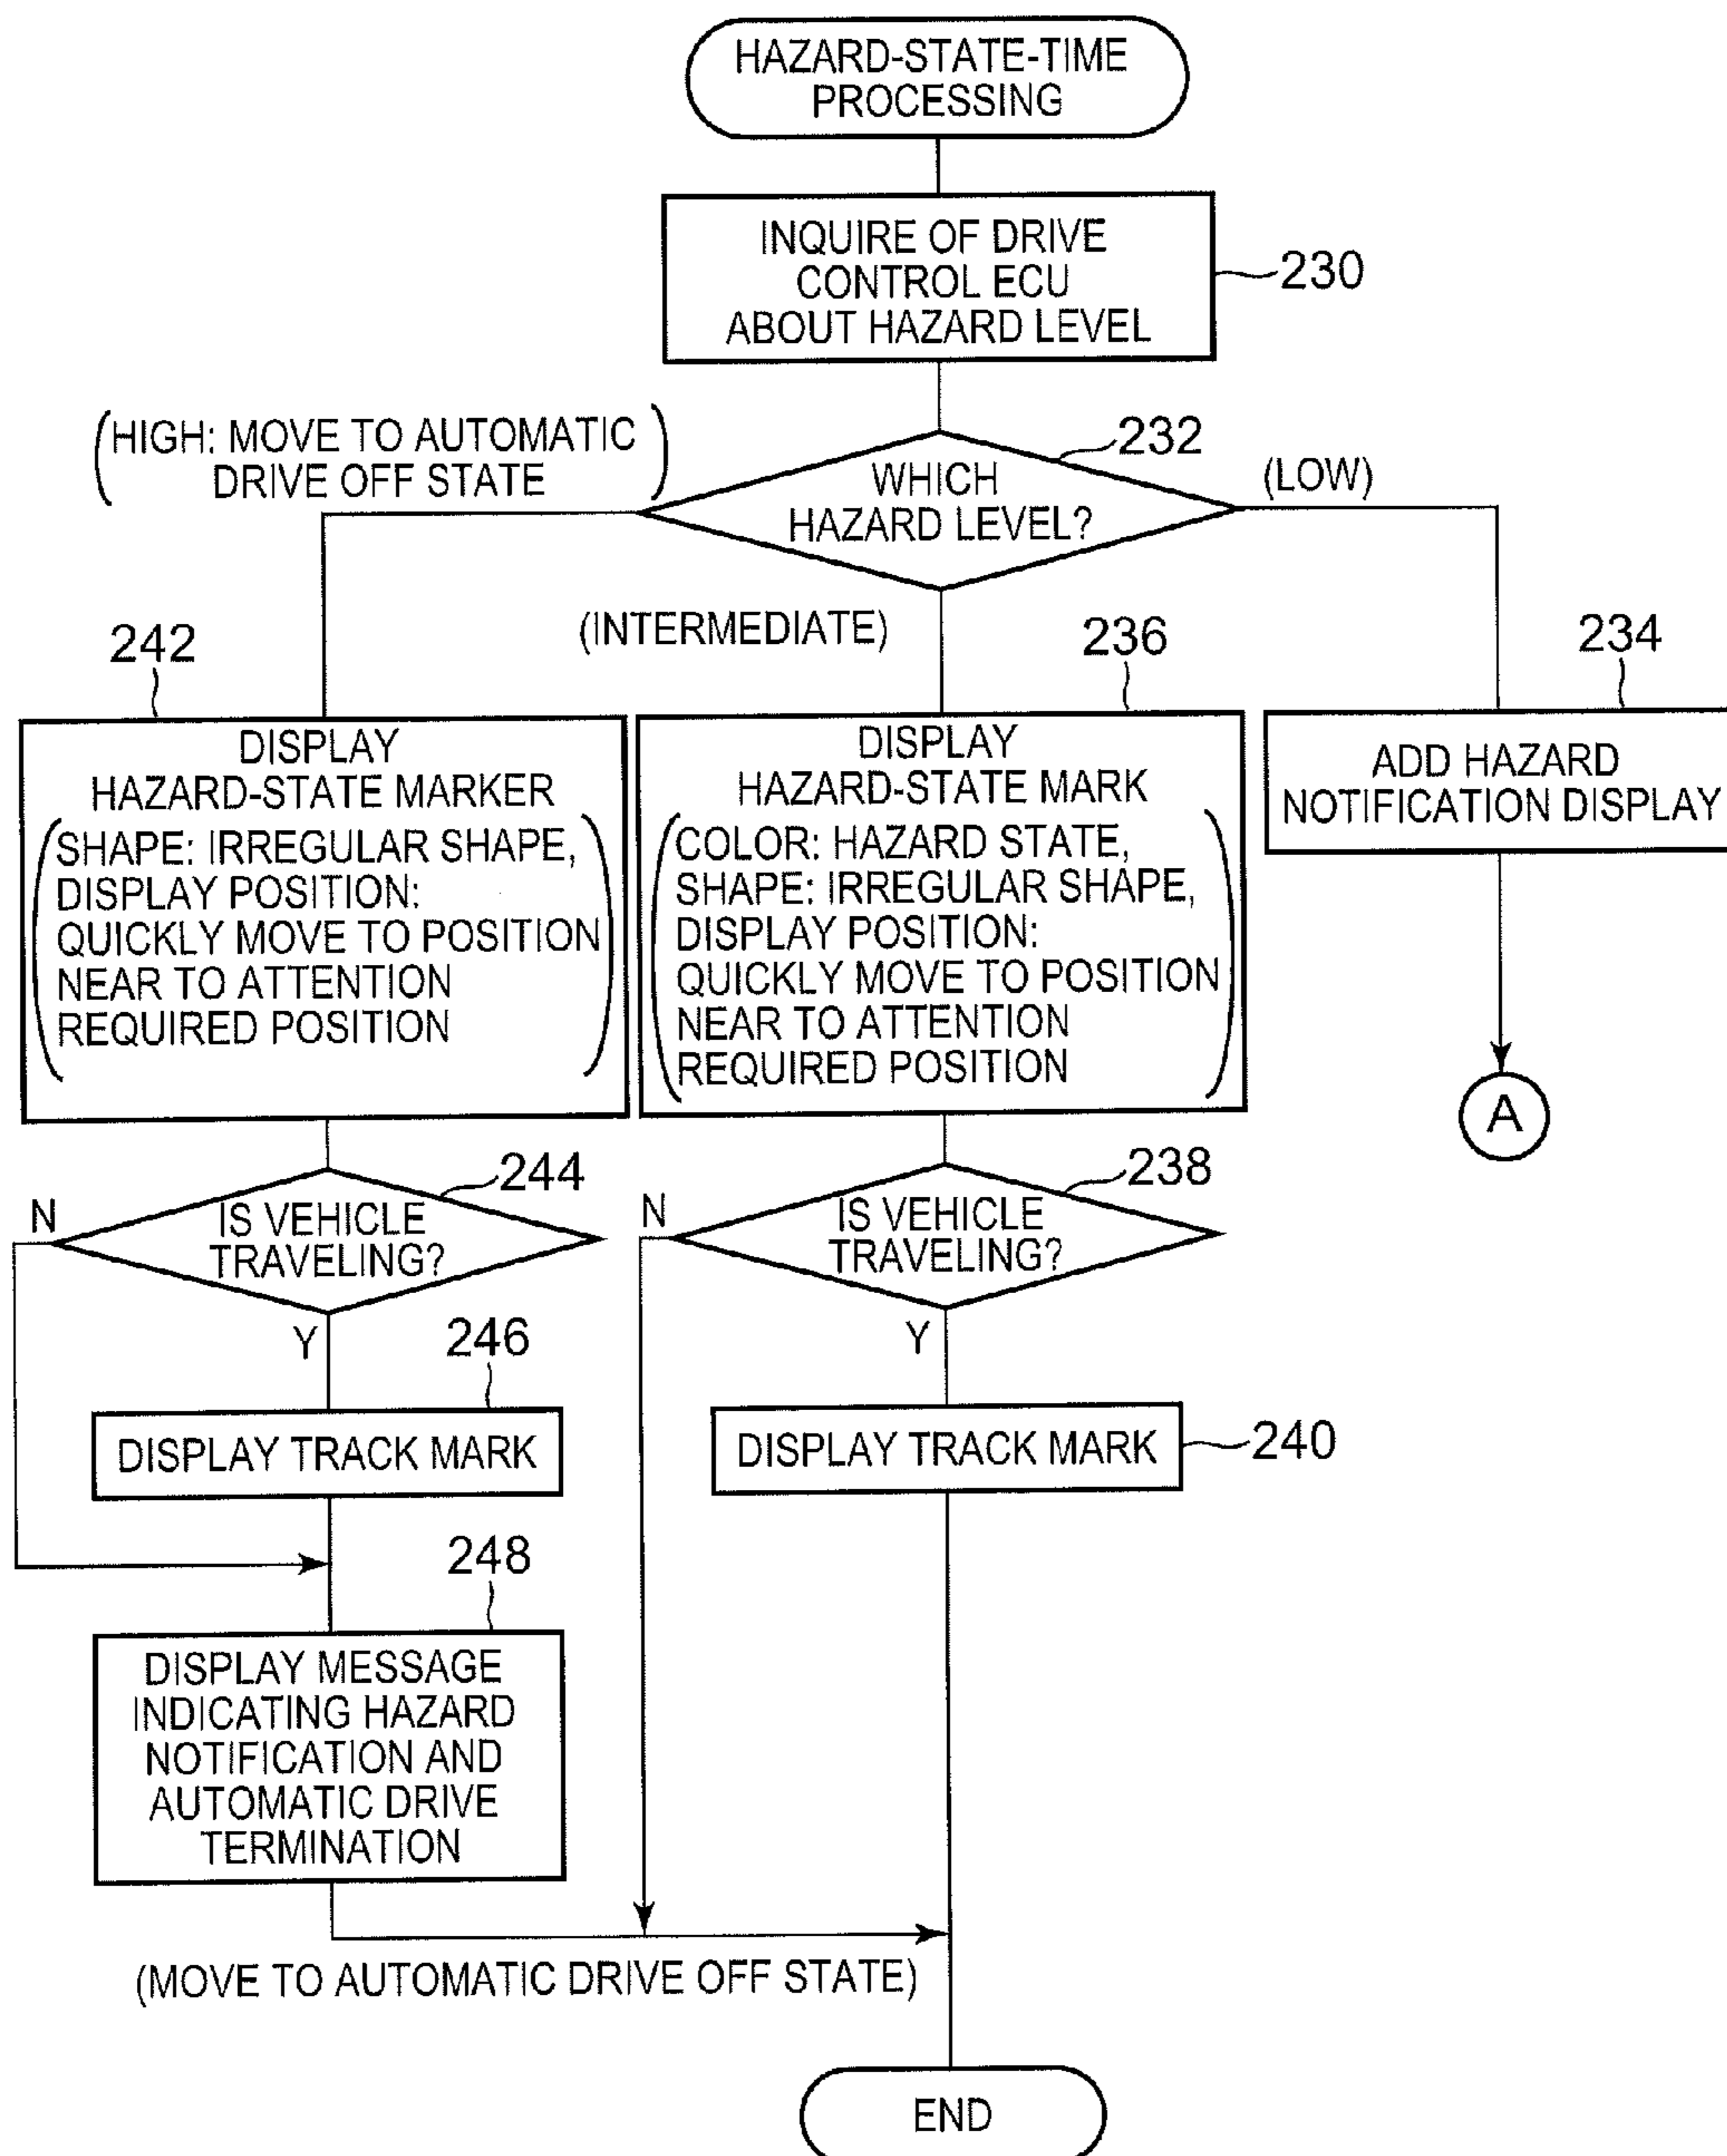 HAZARD-STATE-TIME
PROCESSING
INQUIRE OF DRIVE
CONTROL ECU
ABOUT HAZARD LEVEL
230
(HIGH: MOVE TO AUTOMATIC
DRIVE OFF STATE)
232
WHICH
HAZARD LEVEL?
(LOW)
(INTERMEDIATE)
242
DISPLAY
HAZARD-STATE MARKER
(SHAPE: IRREGULAR SHAPE,
DISPLAY POSITION:
QUICKLY MOVE TO POSITION
NEAR TO ATTENTION
REQUIRED POSITION)
236
DISPLAY
HAZARD-STATE MARK
(COLOR: HAZARD STATE,
SHAPE: IRREGULAR SHAPE,
DISPLAY POSITION:
QUICKLY MOVE TO POSITION
NEAR TO ATTENTION
REQUIRED POSITION)
234
ADD HAZARD
NOTIFICATION DISPLAY
A
244
N
IS VEHICLE
TRAVELING?
Y
238
N
IS VEHICLE
TRAVELING?
Y
246
DISPLAY TRACK MARK
DISPLAY TRACK MARK
240
248
DISPLAY MESSAGE
INDICATING HAZARD
NOTIFICATION AND
AUTOMATIC DRIVE
TERMINATION
(MOVE TO AUTOMATIC DRIVE OFF STATE)
END